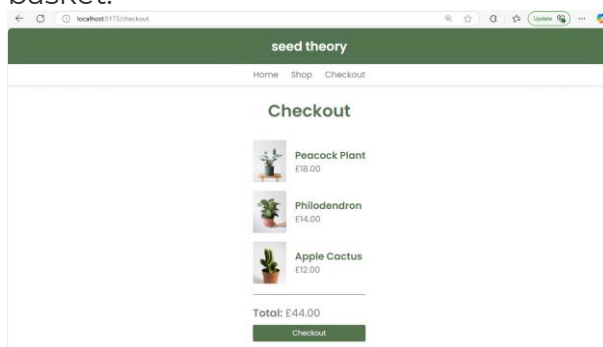 basket.
localhost:5173/checkout
Update
seed theory
Home Shop Checkout
Checkout
Peacock Plant
£18.00
Philodendron
£14.00
Apple Cactus
£12.00
Total: £44.00
Checkout